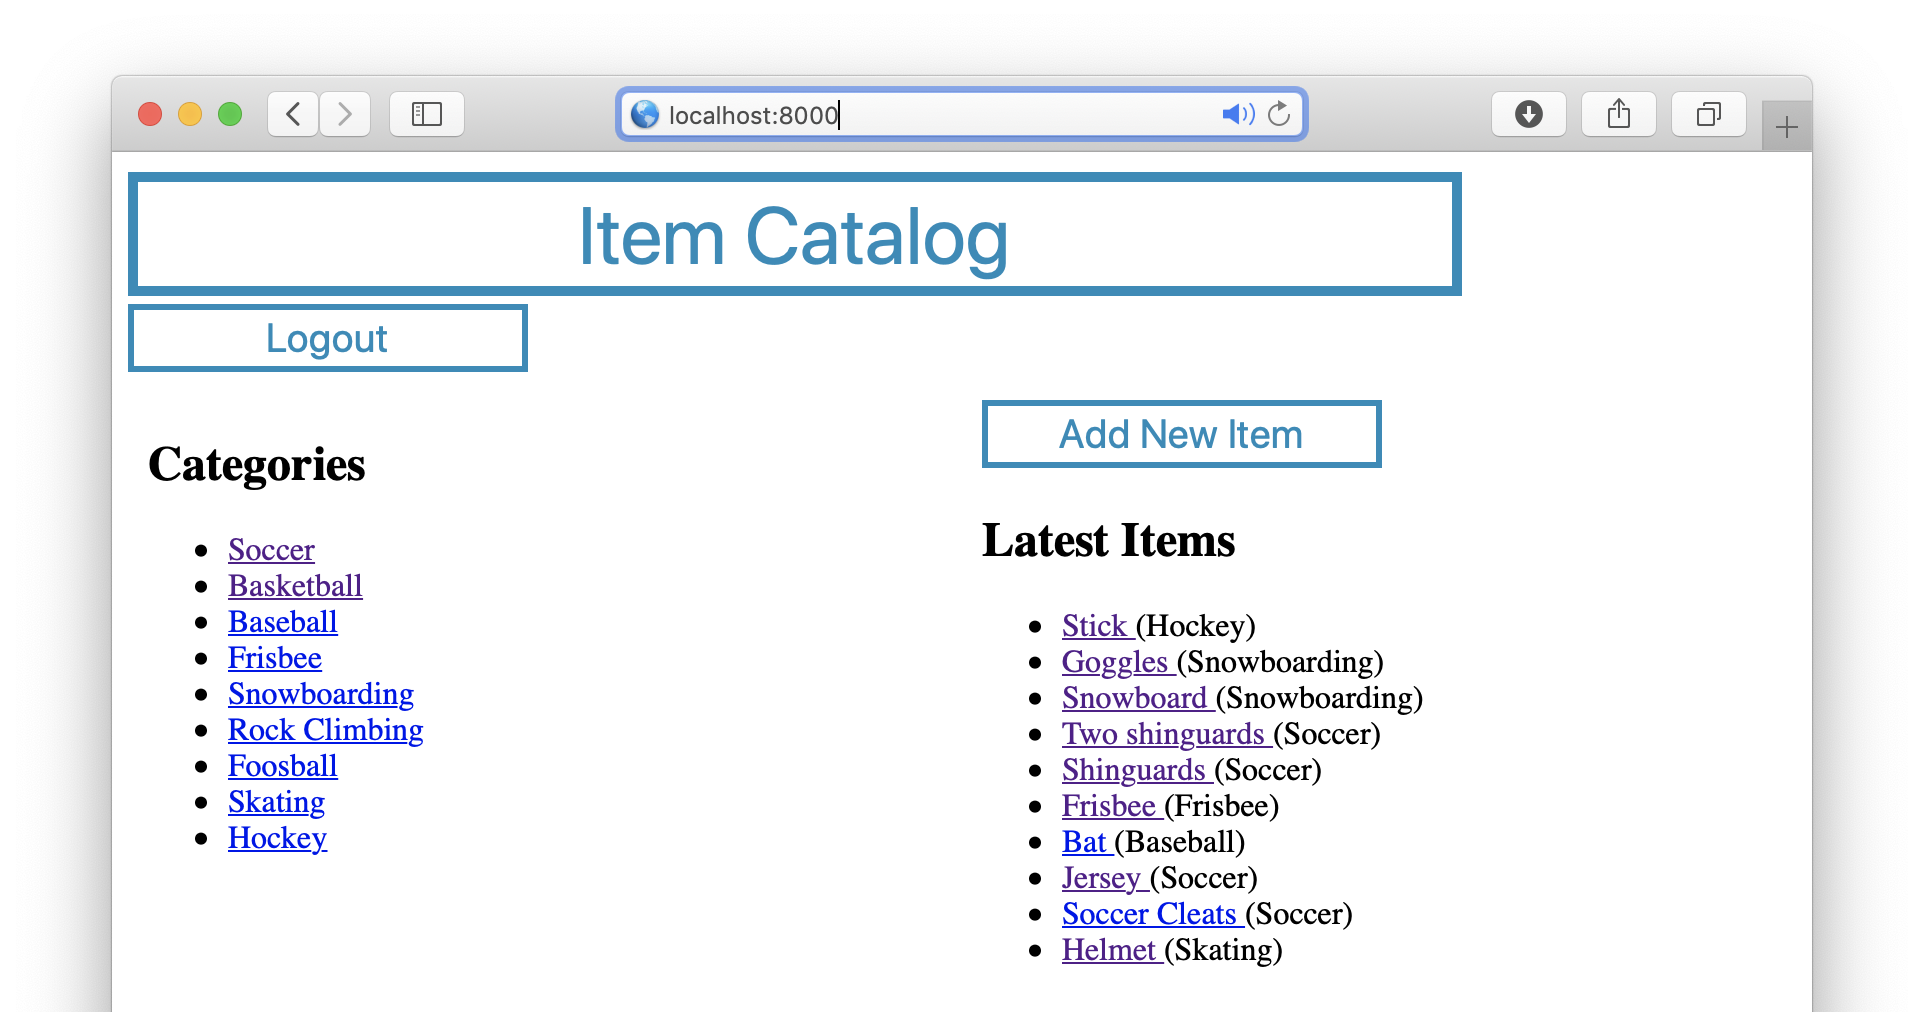 localhost:8000
Item Catalog
Logout
Categories
Soccer
Basketball
Baseball
Frisbee
Snowboarding
Rock Climbing
Foosball
Skating
Hockey
Add New Item
Latest Items
Stick (Hockey)
Goggles (Snowboarding)
Snowboard (Snowboarding)
Two shinguards (Soccer)
Shinguards (Soccer)
Frisbee (Frisbee)
Bat (Baseball)
Jersey (Soccer)
Soccer Cleats (Soccer)
Helmet (Skating)